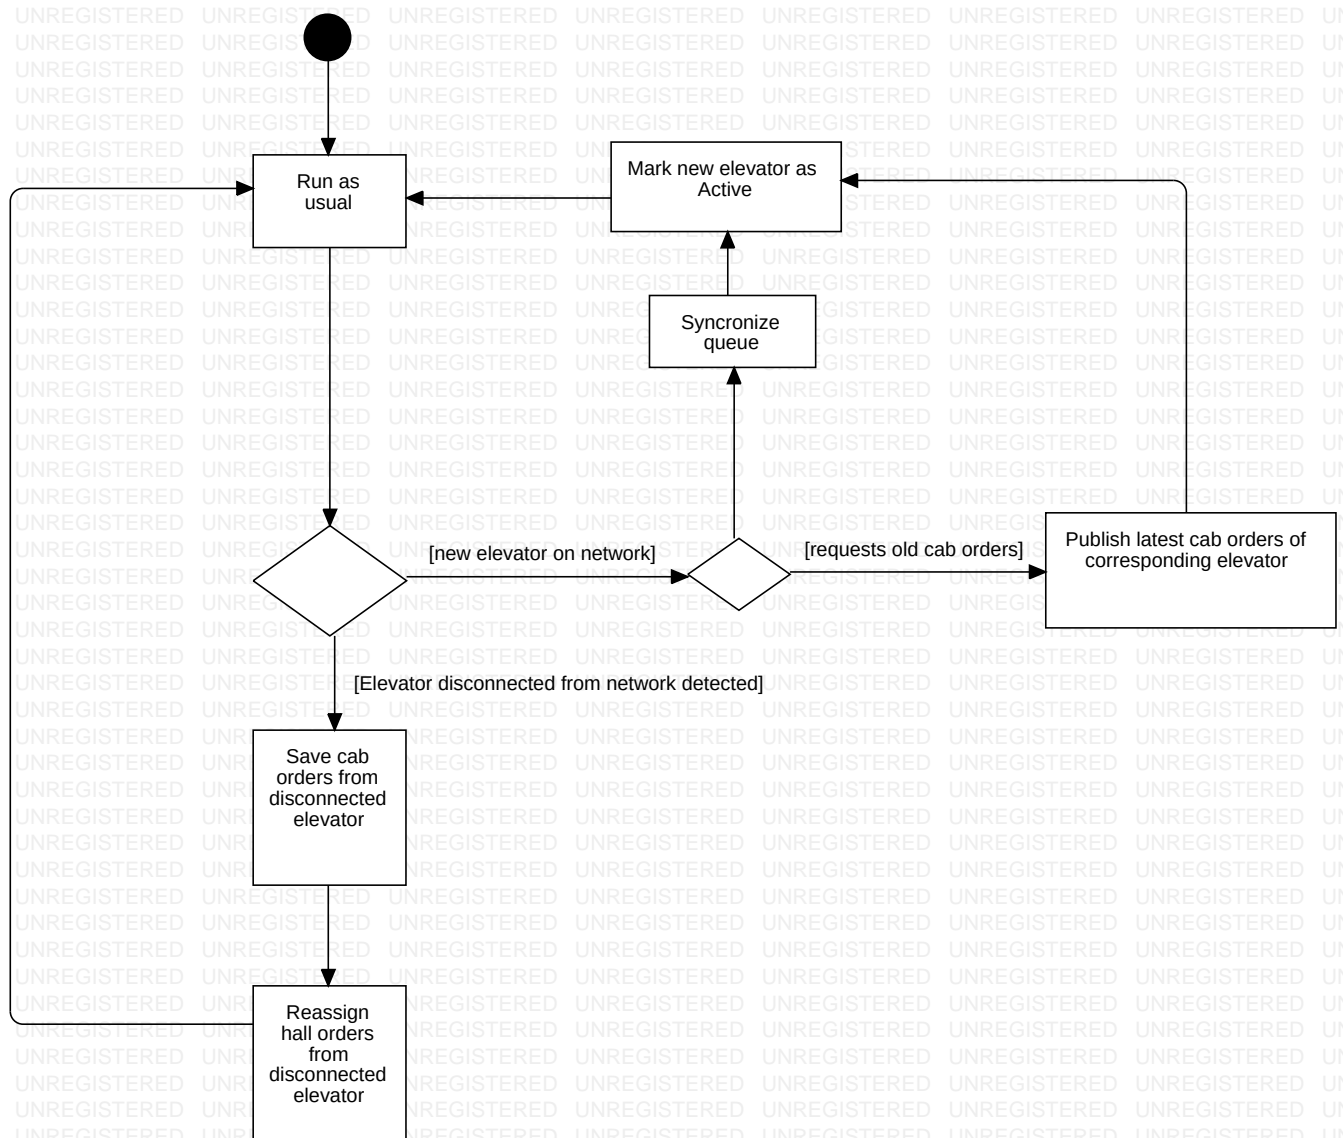 Run as
usual
Mark new elevator as
Active
Syncronize
queue
[new elevator on network]
[requests old cab orders]
Publish latest cab orders of
corresponding elevator
[Elevator disconnected from network detected]
Save cab
orders from
disconnected
elevator
Reassign
hall orders
from
disconnected
elevator
UNREGISTERED